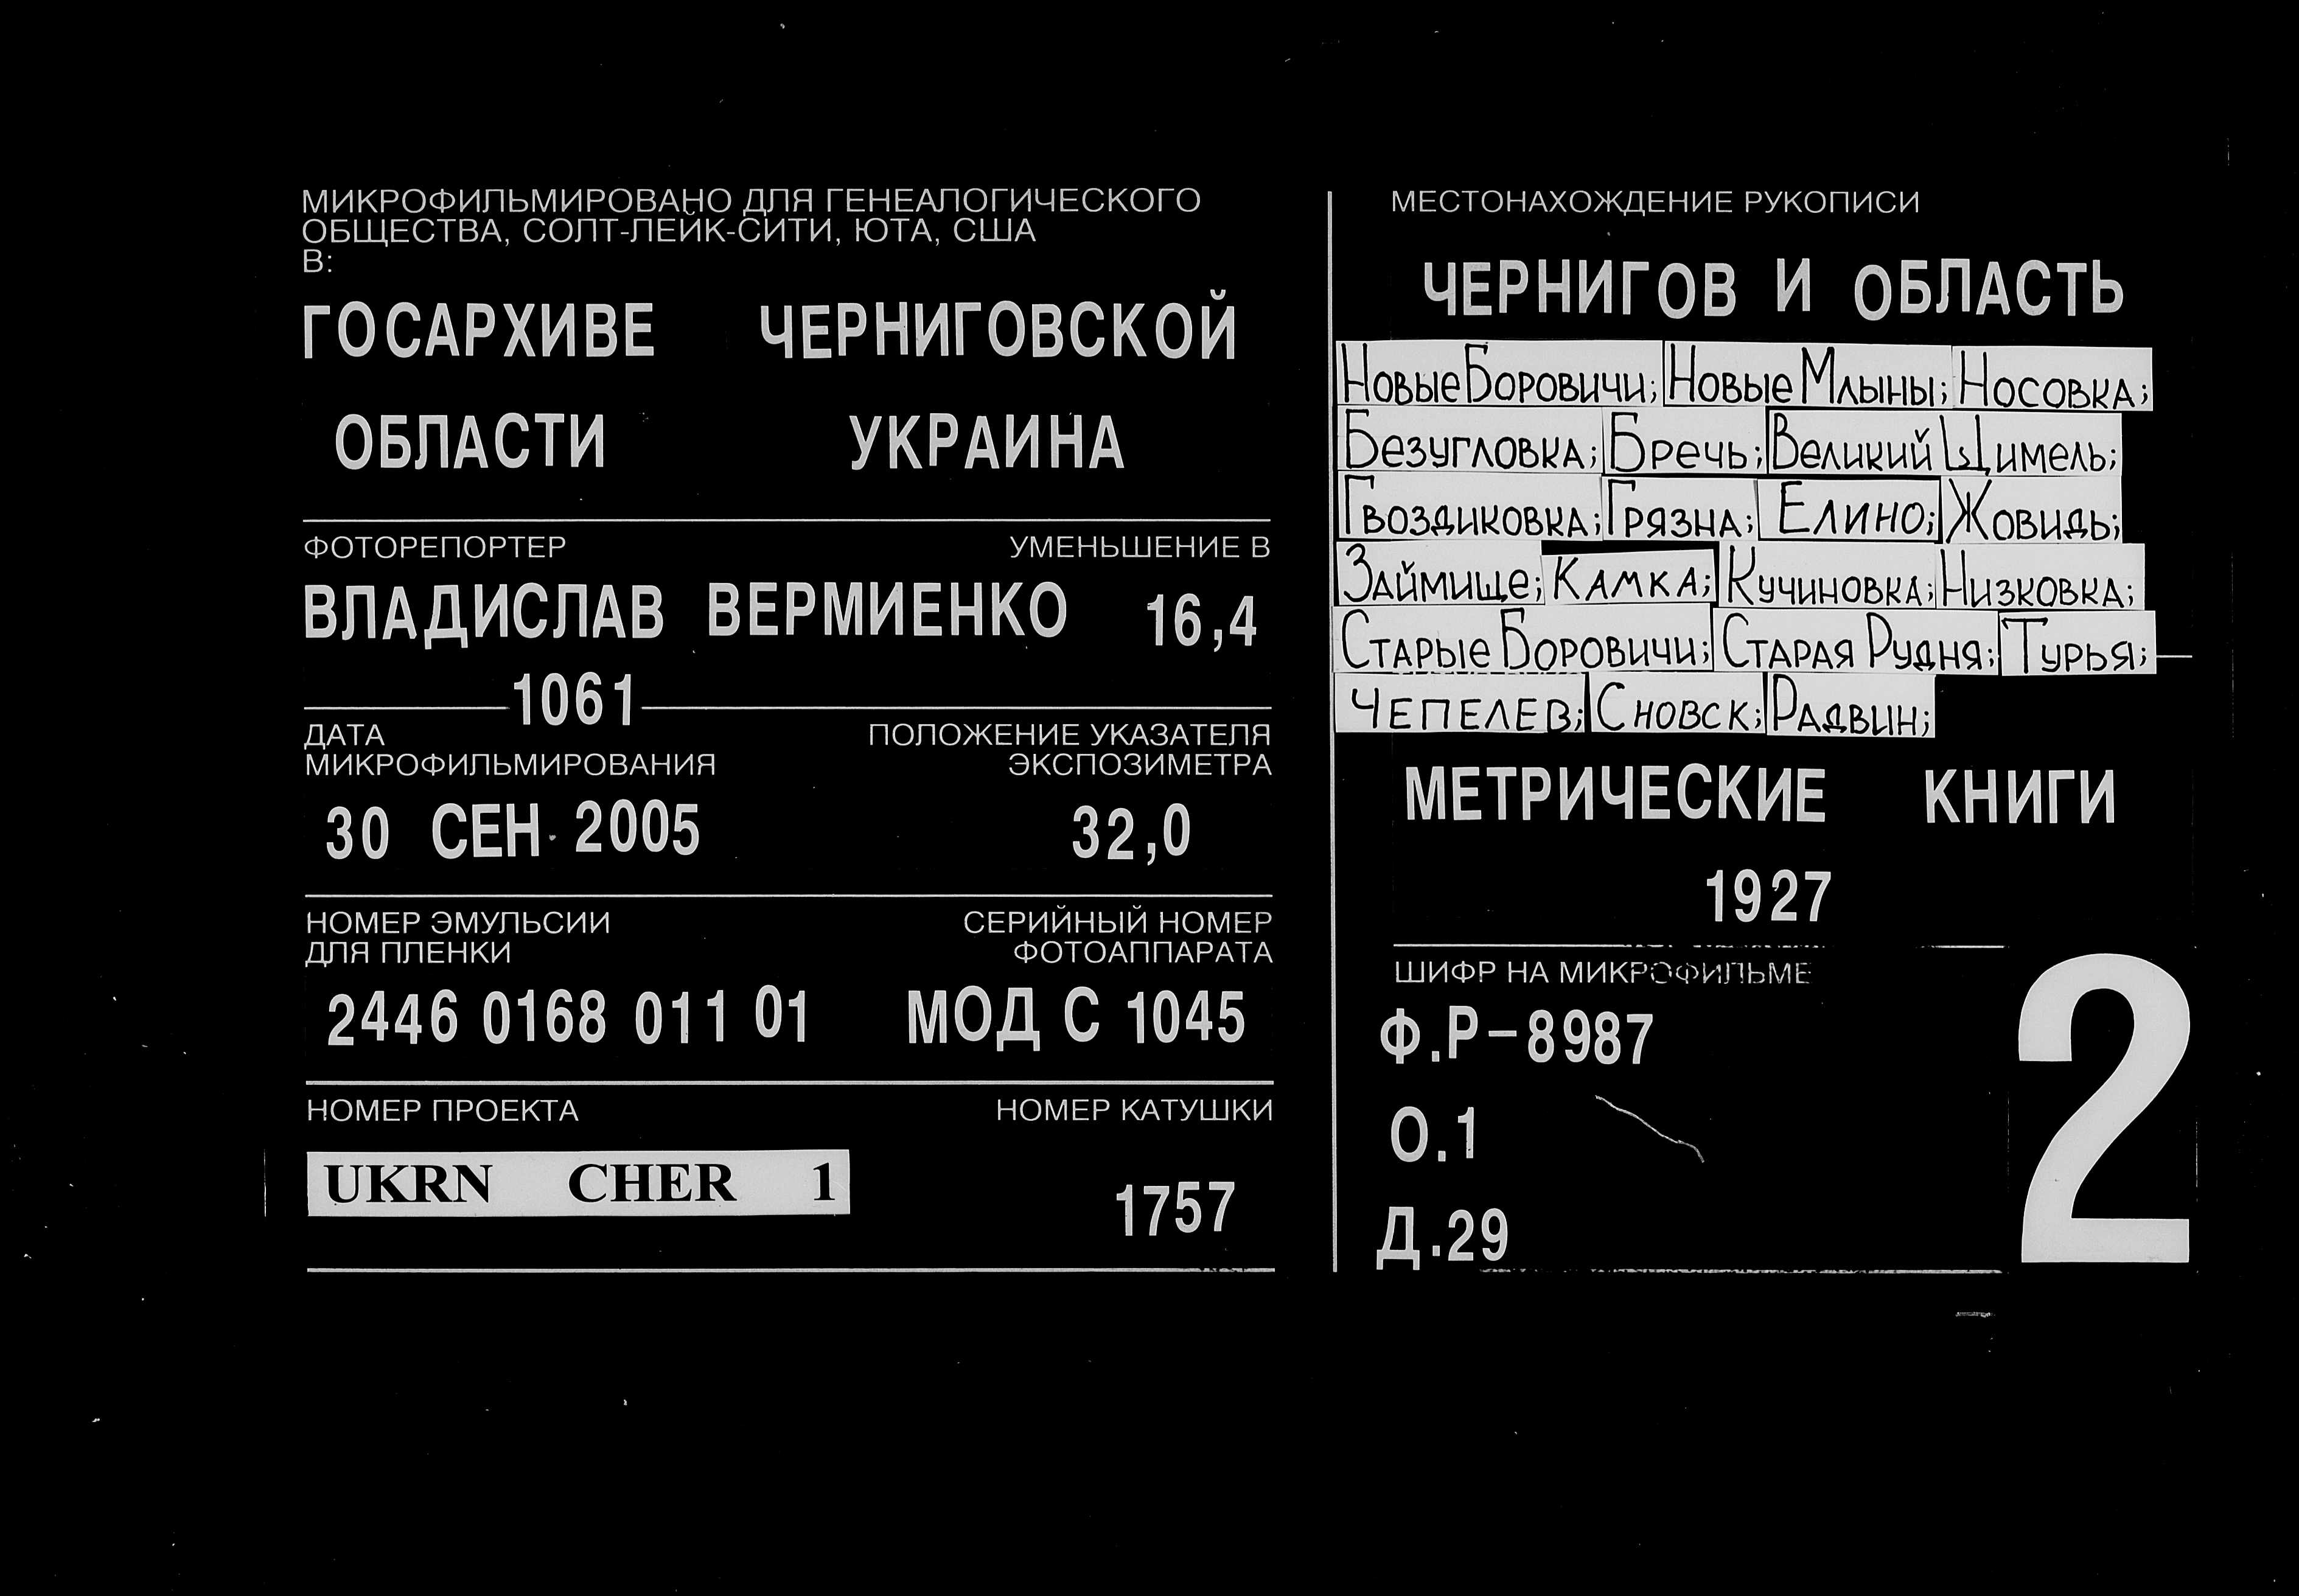 МИКРОФИЛЬМИРОВАНО ДЛЯ ГЕНЕАЛОГИЧЕСКОГО
ОБЩЕСТВА, СОЛТ-ЛЕЙК-СИТИ, ЮТА, США
В:
ГОСАРХИВЕ ЧЕРНИГОВСКОЙ
ОБЛАСТИ УКРАИНА
ФОТОРЕПОРТЕР УМЕНЬШЕНИЕ В
ВЛАДИСЛАВ ВЕРМИЕНКО 16,4
1061
ДАТА ПОЛОЖЕНИЕ УКАЗАТЕЛЯ
МИКРОФИЛЬМИРОВАНИЯ ЭКСПОЗИМЕТРА
30 СЕН 2005 32,0
НОМЕР ЭМУЛЬСИИ СЕРИЙНЫЙ НОМЕР
ДЛЯ ПЛЕНКИ ФОТОАППАРАТА
2446 0168 011 01 МОД С 1045
НОМЕР ПРОЕКТА НОМЕР КАТУШКИ
UKRN CHER 1 1757
МЕСТОНАХОЖДЕНИЕ РУКОПИСИ
ЧЕРНИГОВ И ОБЛАСТЬ
Новые Боровичи; Новые Млыны; Носовка;
Безугловка; Бречь; Великий Щимель;
Гвоздиковка; Грязна; Елино; Жовидь;
Займище; Камка; Кучиновка; Низковка;
Старые Боровичи; Старая Рудня; Турья;
Чепелев; Сновск; Радвин;
МЕТРИЧЕСКИЕ КНИГИ
1927
ШИФР НА МИКРОФИЛЬМЕ
Ф.Р-8987
О.1
Д.29
2